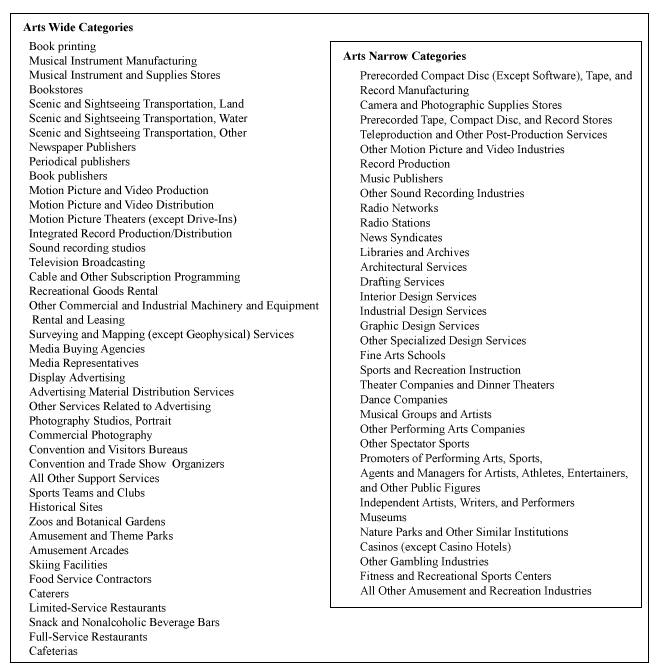 Arts Wide Categories
Book printing
Musical Instrument Manufacturing
Musical Instrument and Supplies Stores
Bookstores
Scenic and Sightseeing Transportation, Land
Scenic and Sightseeing Transportation, Water
Scenic and Sightseeing Transportation, Other
Newspaper Publishers
Periodical publishers
Book publishers
Motion Picture and Video Production
Motion Picture and Video Distribution
Motion Picture Theaters (except Drive-Ins)
Integrated Record Production/Distribution
Sound recording studios
Television Broadcasting
Cable and Other Subscription Programming
Recreational Goods Rental
Other Commercial and Industrial Machinery and Equipment
Rental and Leasing
Surveying and Mapping (except Geophysical) Services
Media Buying Agencies
Media Representatives
Display Advertising
Advertising Material Distribution Services
Other Services Related to Advertising
Photography Studios, Portrait
Commercial Photography
Convention and Visitors Bureaus
Convention and Trade Show Organizers
All Other Support Services
Sports Teams and Clubs
Historical Sites
Zoos and Botanical Gardens
Amusement and Theme Parks
Amusement Arcades
Skiing Facilities
Food Service Contractors
Caterers
Limited-Service Restaurants
Snack and Nonalcoholic Beverage Bars
Full-Service Restaurants
Cafeterias
Arts Narrow Categories
Prerecorded Compact Disc (Except Software), Tape, and
Record Manufacturing
Camera and Photographic Supplies Stores
Prerecorded Tape, Compact Disc, and Record Stores
Teleproduction and Other Post-Production Services
Other Motion Picture and Video Industries
Record Production
Music Publishers
Other Sound Recording Industries
Radio Networks
Radio Stations
News Syndicates
Libraries and Archives
Architectural Services
Drafting Services
Interior Design Services
Industrial Design Services
Graphic Design Services
Other Specialized Design Services
Fine Arts Schools
Sports and Recreation Instruction
Theater Companies and Dinner Theaters
Dance Companies
Musical Groups and Artists
Other Performing Arts Companies
Other Spectator Sports
Promoters of Performing Arts, Sports,
Agents and Managers for Artists, Athletes, Entertainers,
and Other Public Figures
Independent Artists, Writers, and Performers
Museums
Nature Parks and Other Similar Institutions
Casinos (except Casino Hotels)
Other Gambling Industries
Fitness and Recreational Sports Centers
All Other Amusement and Recreation Industries